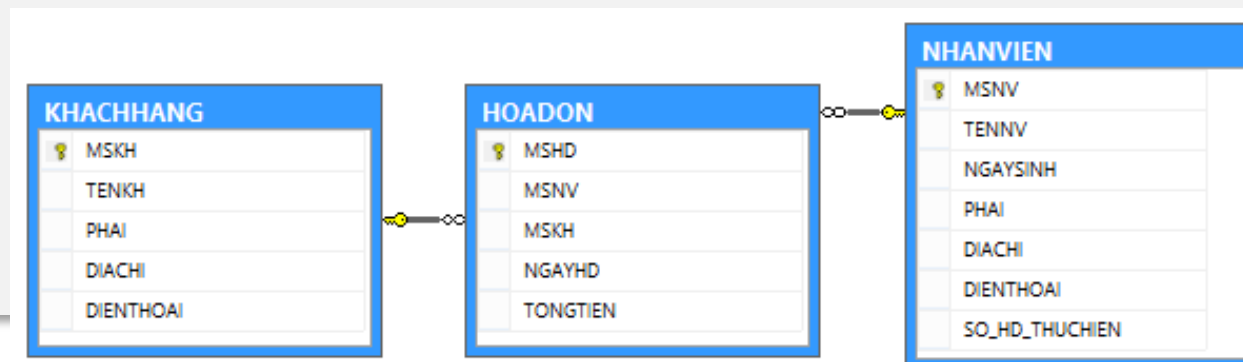 KHACHHANG
MSKH
TENKH
PHAI
DIACHI
DIENTHOAI
HOADON
MSHD
MSNV
MSKH
NGAYHD
TONGTIEN
NHANVIEN
MSNV
TENNV
NGAYSINH
PHAI
DIACHI
DIENTHOAI
SO_HD_THUCHIEN